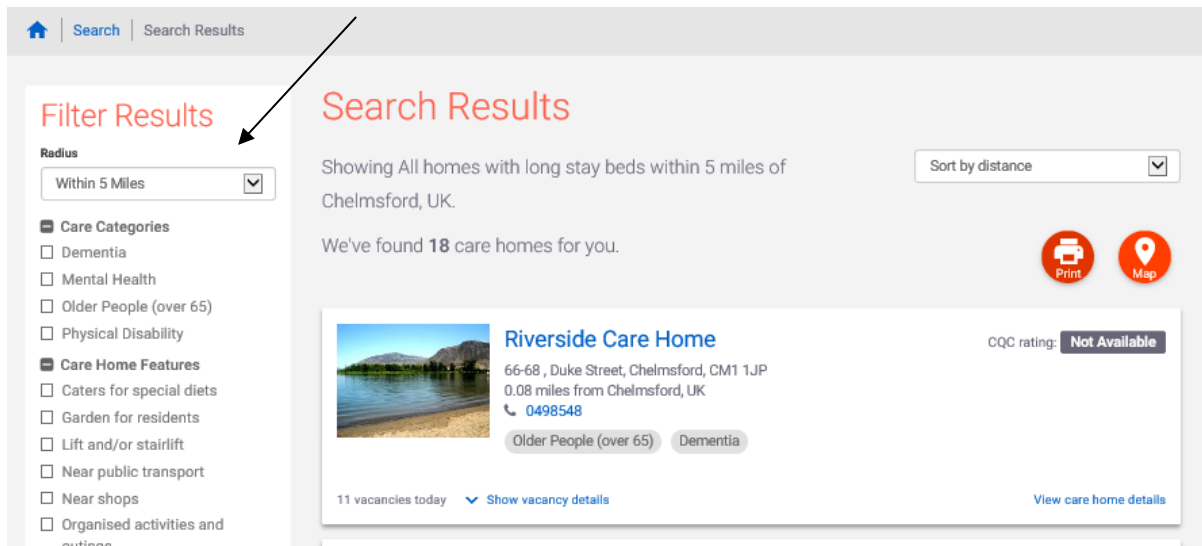 Search
Search Results
Filter Results
Radius
Within 5 Miles
Care Categories
Dementia
Mental Health
Older People (over 65)
Physical Disability
Care Home Features
Caters for special diets
Garden for residents
Lift and/or stairlift
Near public transport
Near shops
Organised activities and
outings
Search Results
Showing All homes with long stay beds within 5 miles of
Chelmsford, UK.
We've found 18 care homes for you.
Sort by distance
Print
Map
Riverside Care Home
66-68 , Duke Street, Chelmsford, CM1 1JP
0.08 miles from Chelmsford, UK
0498548
Older People (over 65)
Dementia
CQC rating: Not Available
11 vacancies today
Show vacancy details
View care home details